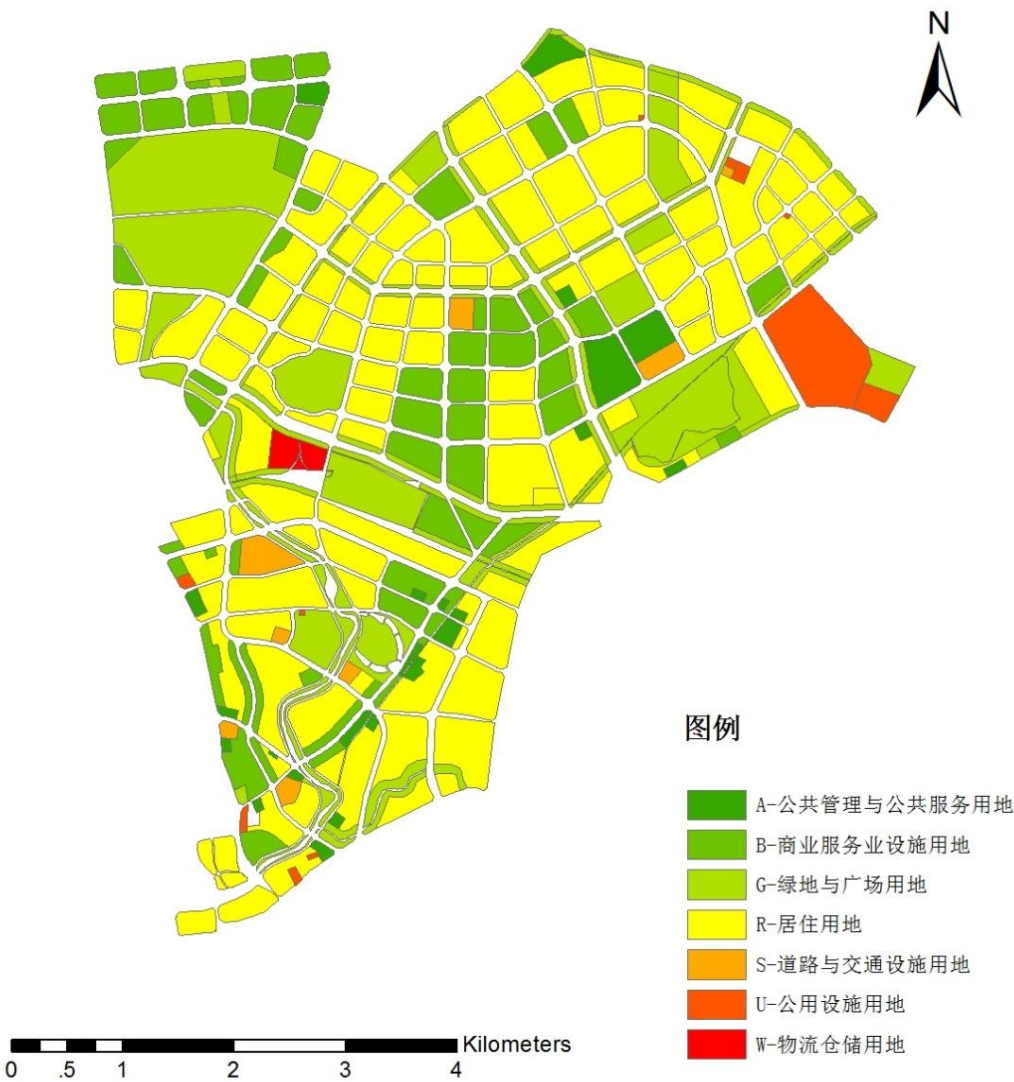 N
图例
A-公共管理与公共服务用地
B-商业服务业设施用地
G-绿地与广场用地
R-居住用地
S-道路与交通设施用地
U-公用设施用地
W-物流仓储用地
Kilometers
0 .5 1 2 3 4